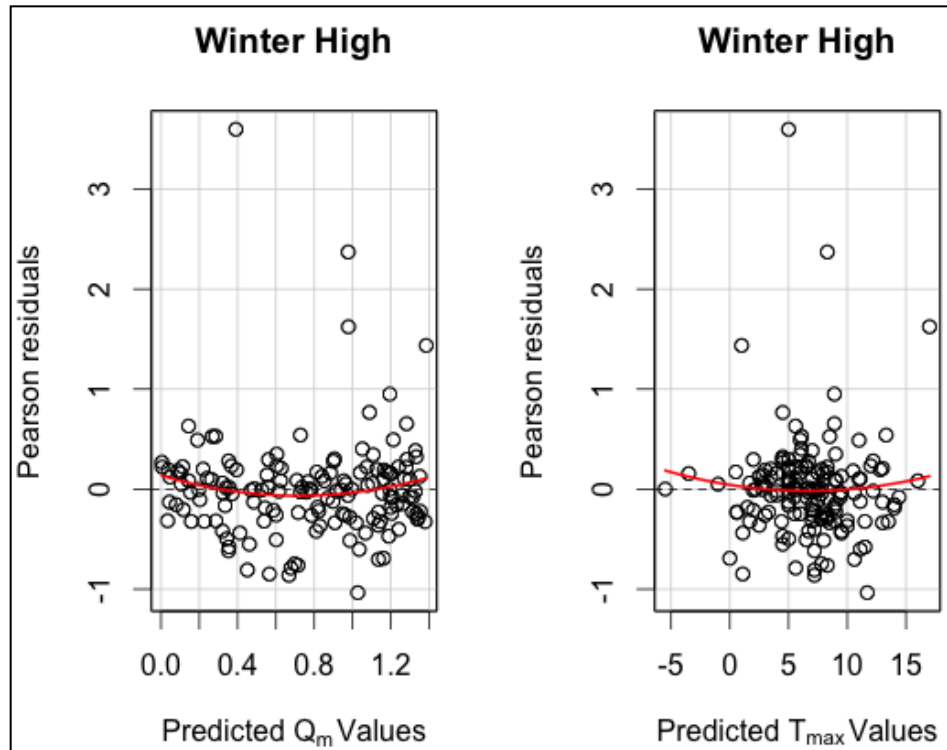 Winter High
Pearson residuals
3
2
1
0
-1
0.0 0.4 0.8 1.2
Predicted Qm Values
Winter High
Pearson residuals
3
2
1
0
-1
-5 0 5 10 15
Predicted Tmax Values